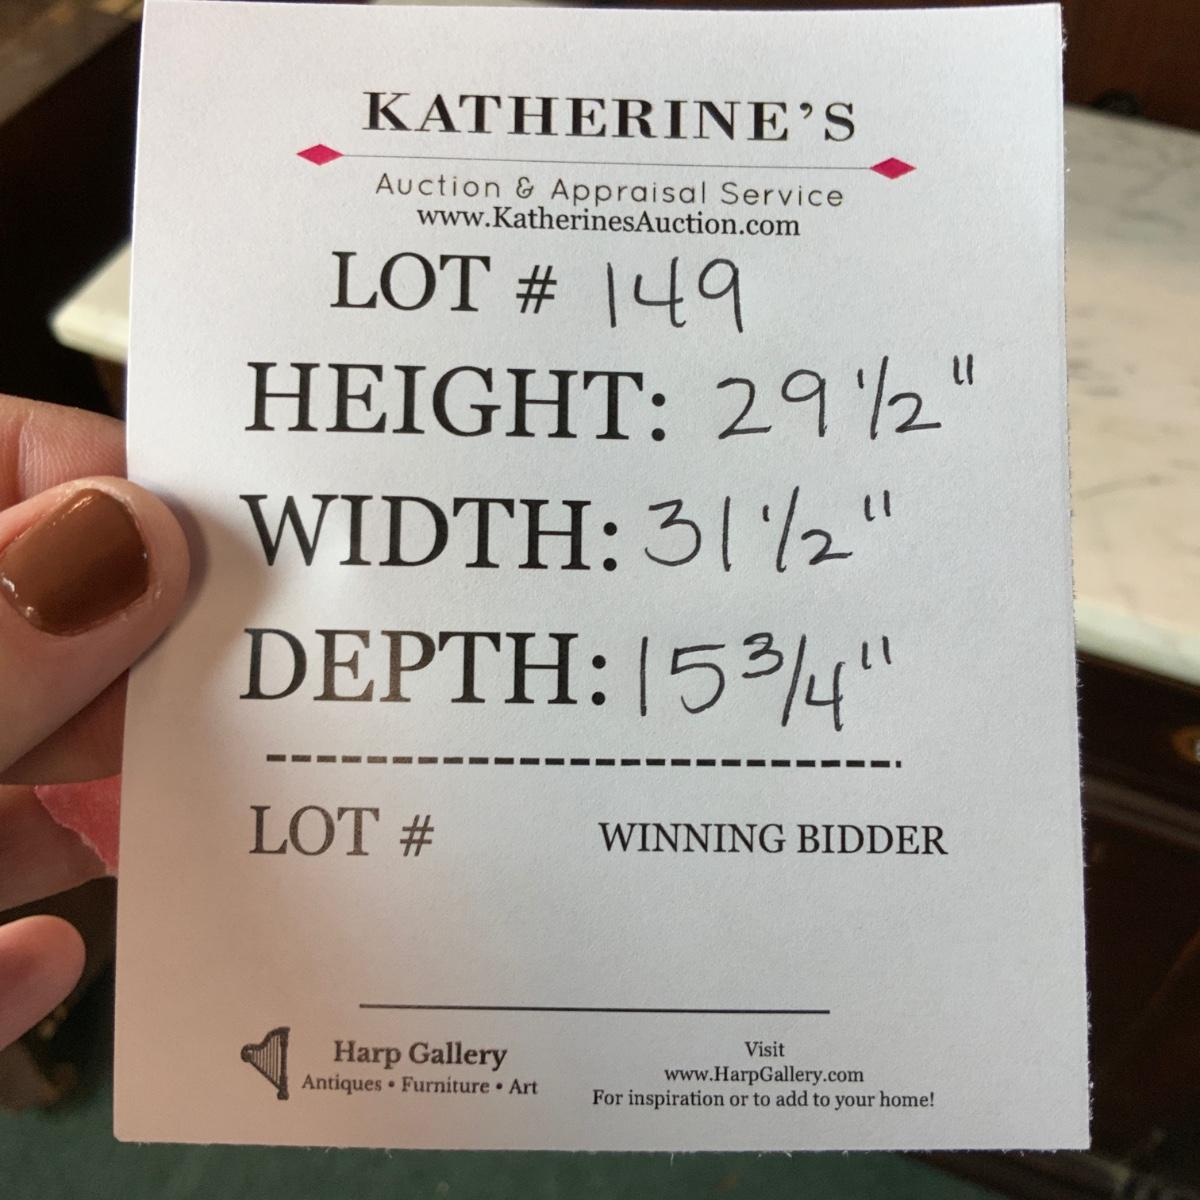 KATHERINE'S
Auction & Appraisal Service
www.KatherinesAuction.com
LOT # 149
HEIGHT: 29 1/2"
WIDTH: 31 1/2"
DEPTH: 15 3/4"
LOT # WINNING BIDDER
Harp Gallery
Antiques • Furniture • Art
Visit
www.HarpGallery.com
For inspiration or to add to your home!